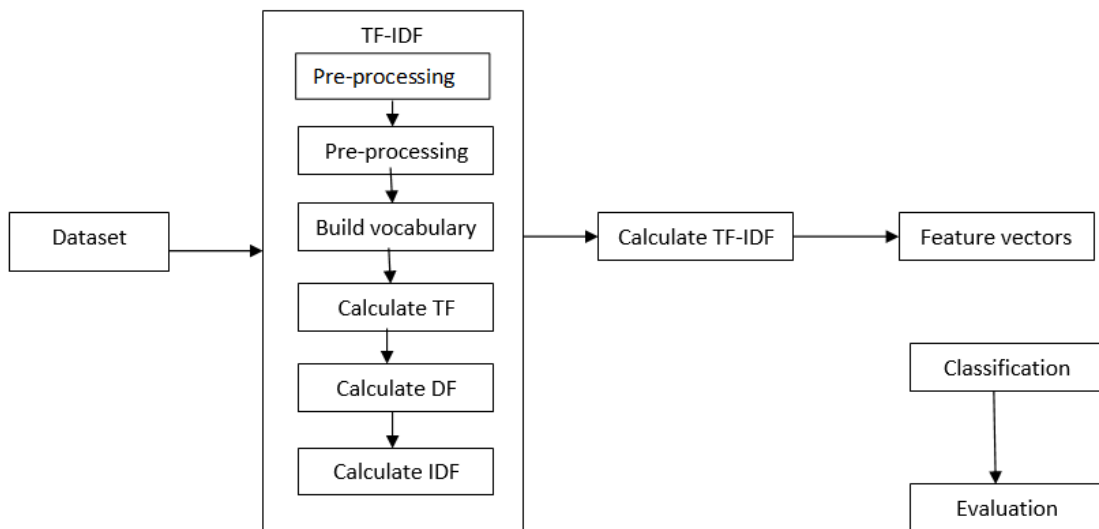 TF-IDF
Pre-processing
Pre-processing
Build vocabulary
Calculate TF
Calculate DF
Calculate IDF
Dataset
Calculate TF-IDF
Feature vectors
Classification
Evaluation